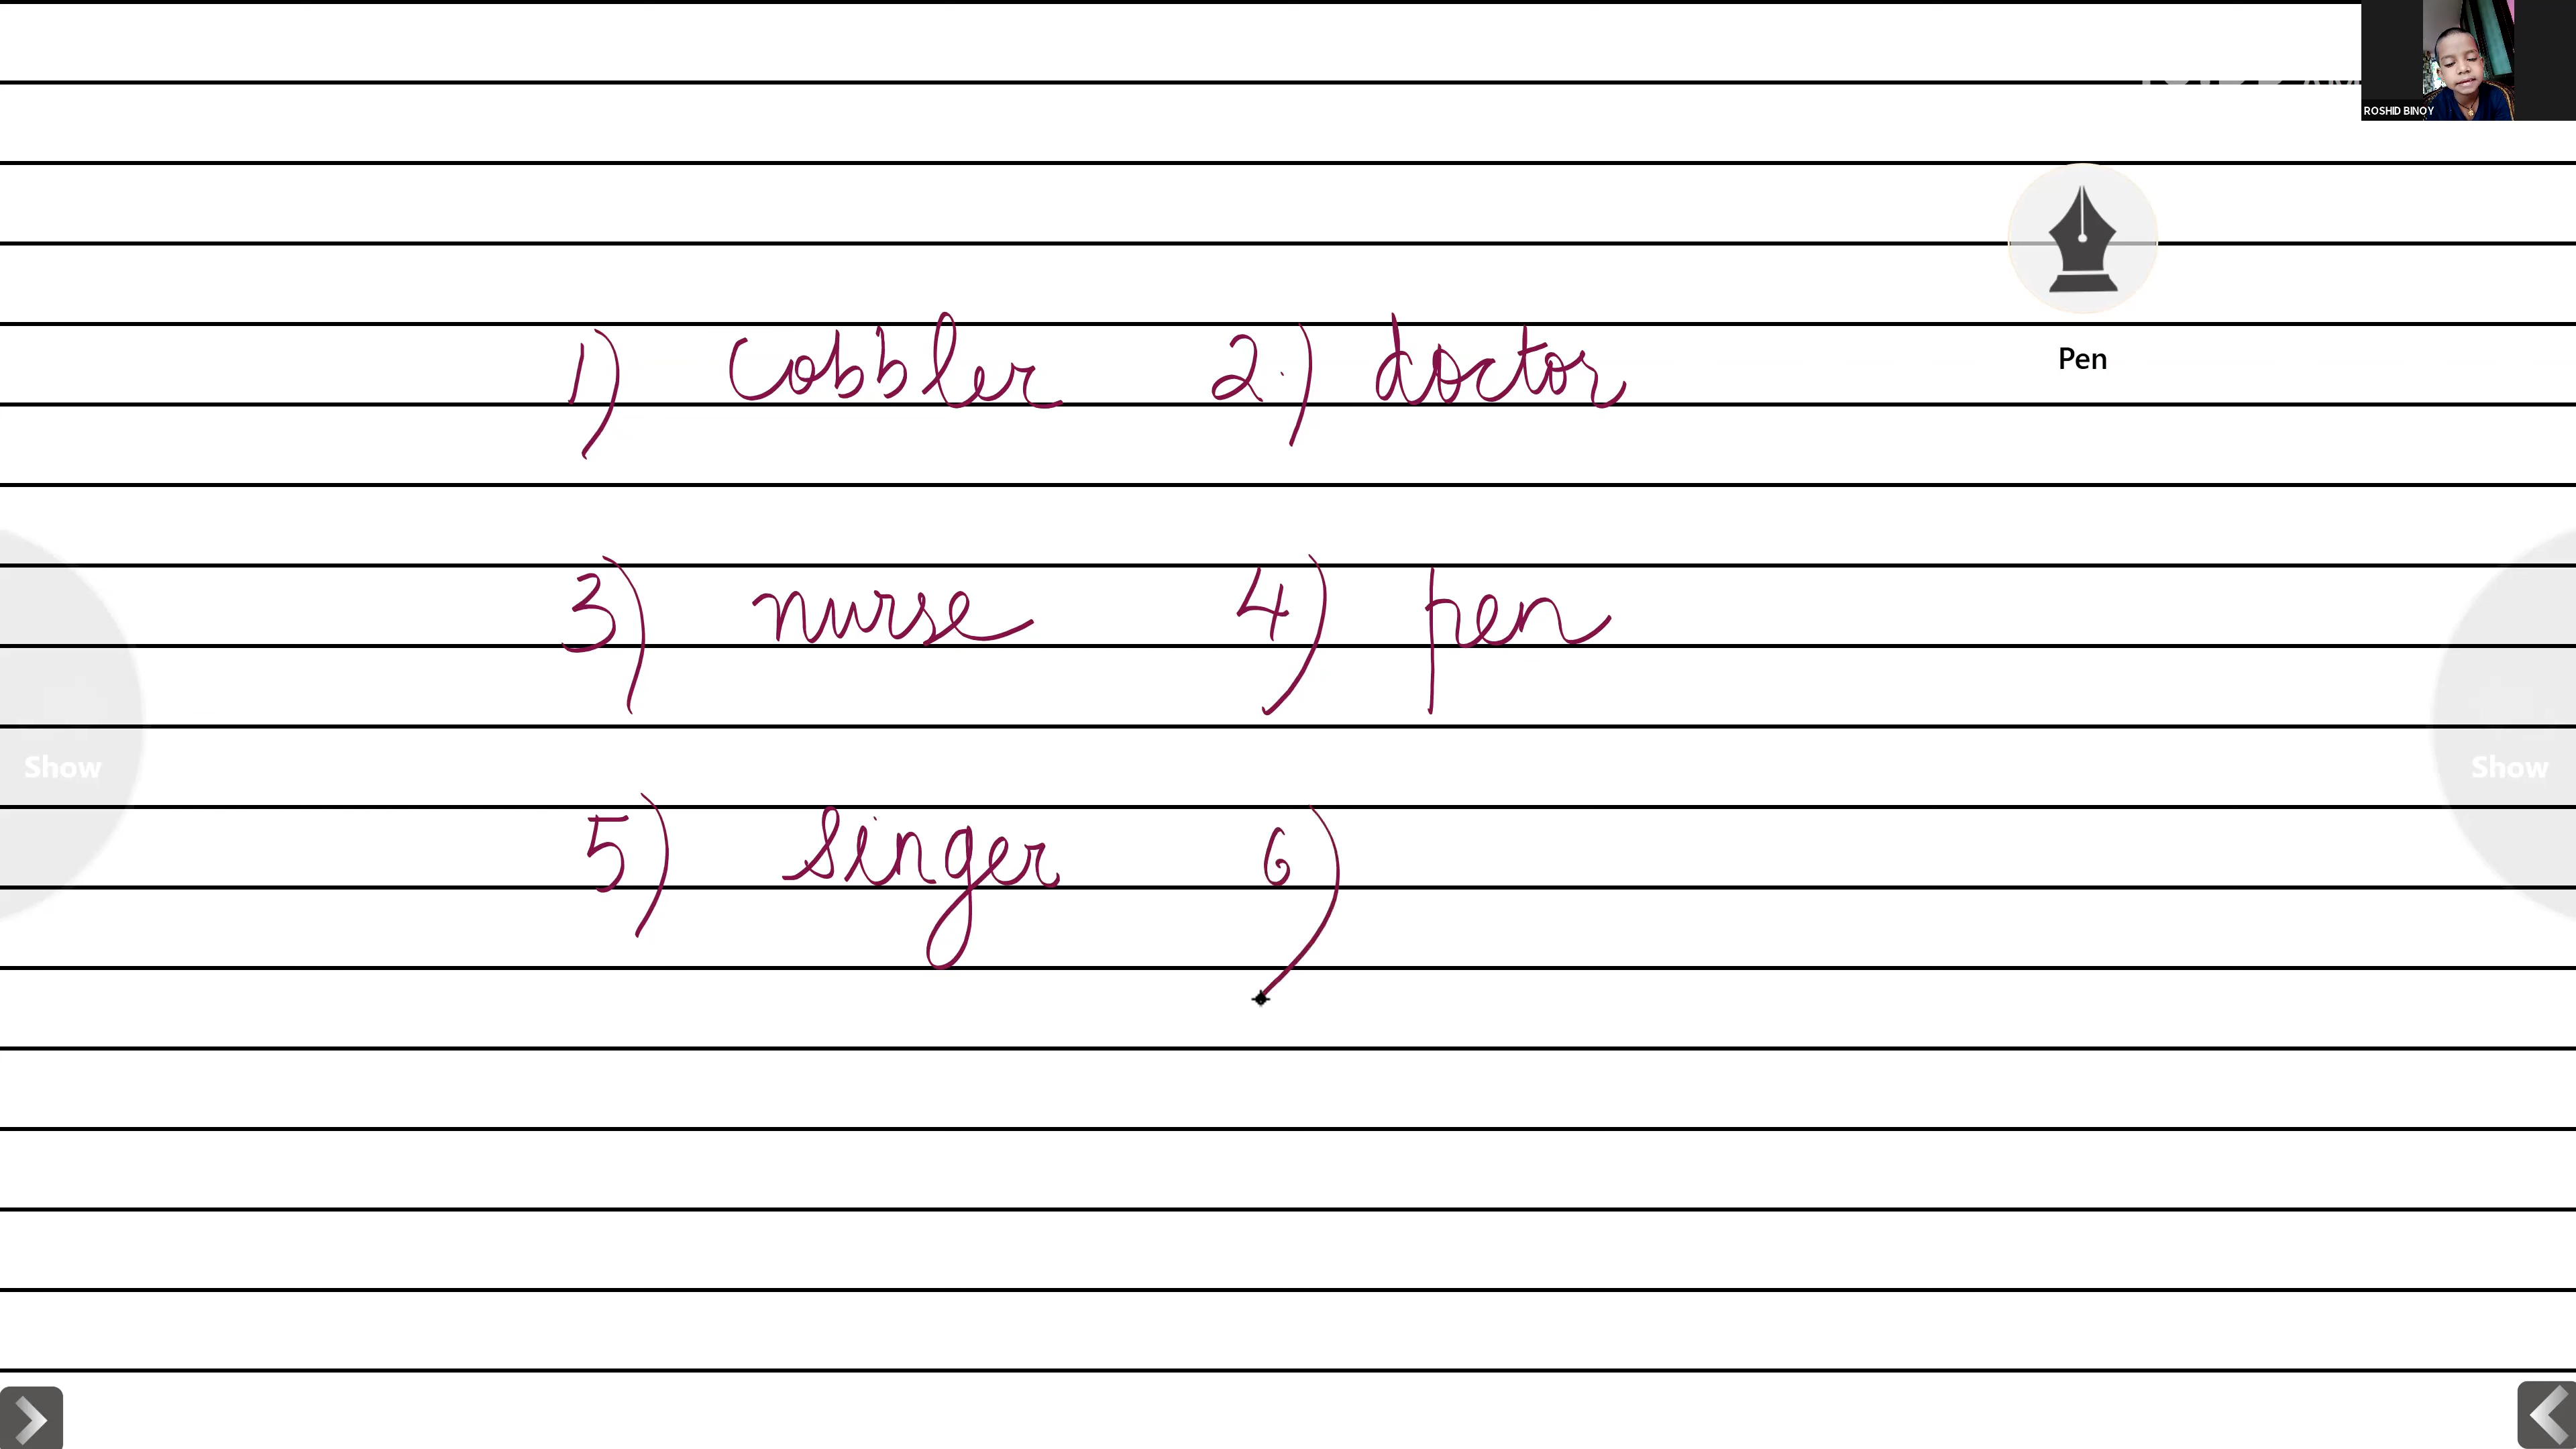 ROSHID BINOY
Pen
1) cobbler 2.) doctor
3) nurse 4) pen
Show Show
5) singer 6)